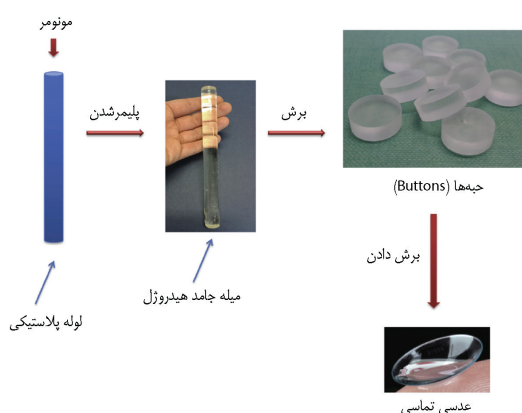 مونومر
پلیمرشدن
برش
حبه‌ها (Buttons)
برش دادن
میله جامد هیدروژل
لوله پلاستیکی
عدسی تماسی